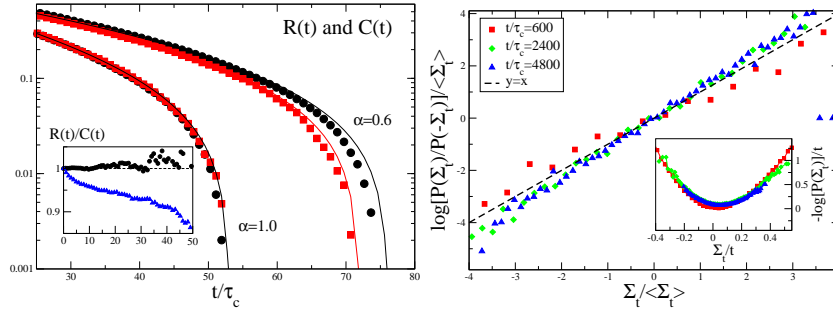 R(t) and C(t)
0.1
0.01
0.001
α=0.6
α=1.0
R(t)/C(t)
1
0.9
0 10 20 30 40 50
30 40 50 60 70 80
t/τc
t/τc=600
t/τc=2400
t/τc=4800
y=x
log[P(Σt)/P(-Σt)]/<Σt>
4
2
0
-2
-4
-4 -3 -2 -1 0 1 2 3 4
Σt/<Σt>
1
0.5
0
-log[P(Σt)]/t
-0.4 -0.2 0 0.2 0.4
Σt/t